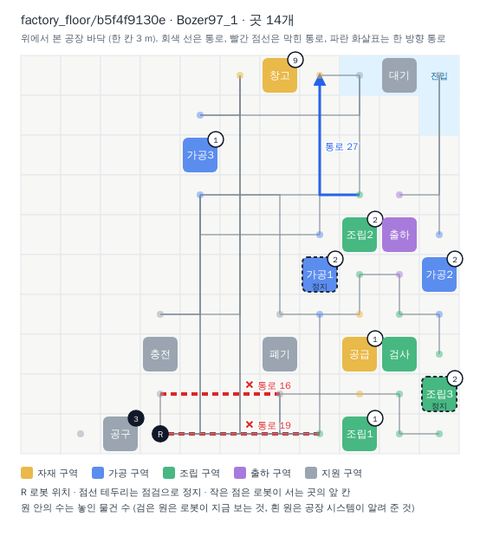 factory_floor/b5f4f9130e · Bozer97_1 · 곳 14개
위에서 본 공장 바닥 (한 칸 3 m). 회색 선은 통로, 빨간 점선은 막힌 통로, 파란 화살표는 한 방향 통로
9
창고
대기
통로 27
1
가공3
2
조립2
출하
2
가공1
정지
2
가공2
충전
폐기
1
공급
검사
2
조립3
정지
✕ 통로 16
✕ 통로 19
3
공구
R
1
조립1
자재 구역
가공 구역
조립 구역
출하 구역
지원 구역
R 로봇 위치 · 점선 테두리는 점검으로 정지 · 작은 점은 로봇이 서는 곳의 앞 칸
원 안의 수는 놓인 물건 수 (검은 원은 로봇이 지금 보는 것, 흰 원은 공장 시스템이 알려 준 것)